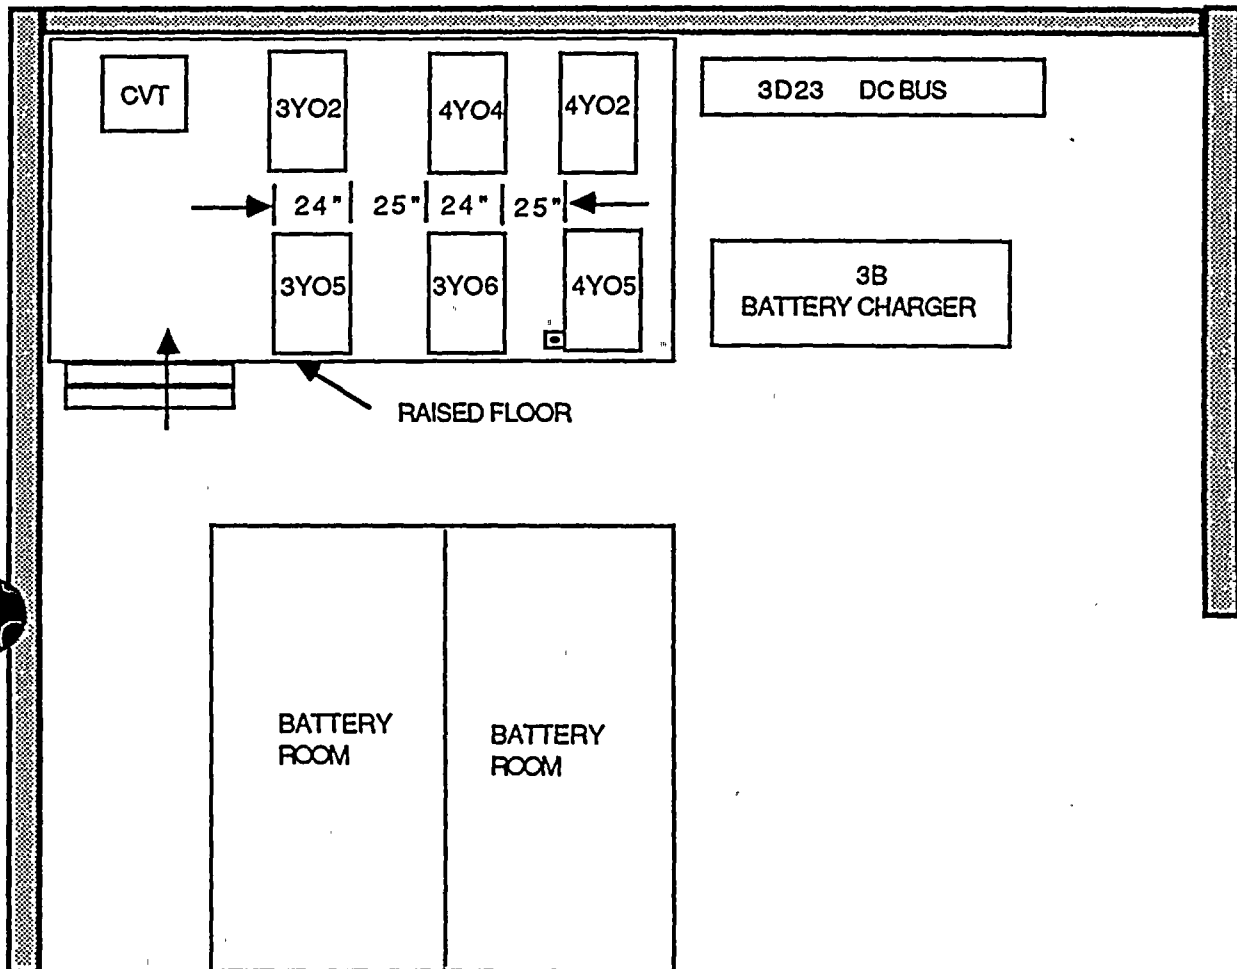 CVT
3YO2
4YO4
4YO2
3D23 DC BUS
24" 25" 24" 25"
3YO5
3YO6
4YO5
3B
BATTERY CHARGER
RAISED FLOOR
BATTERY
ROOM
BATTERY
ROOM